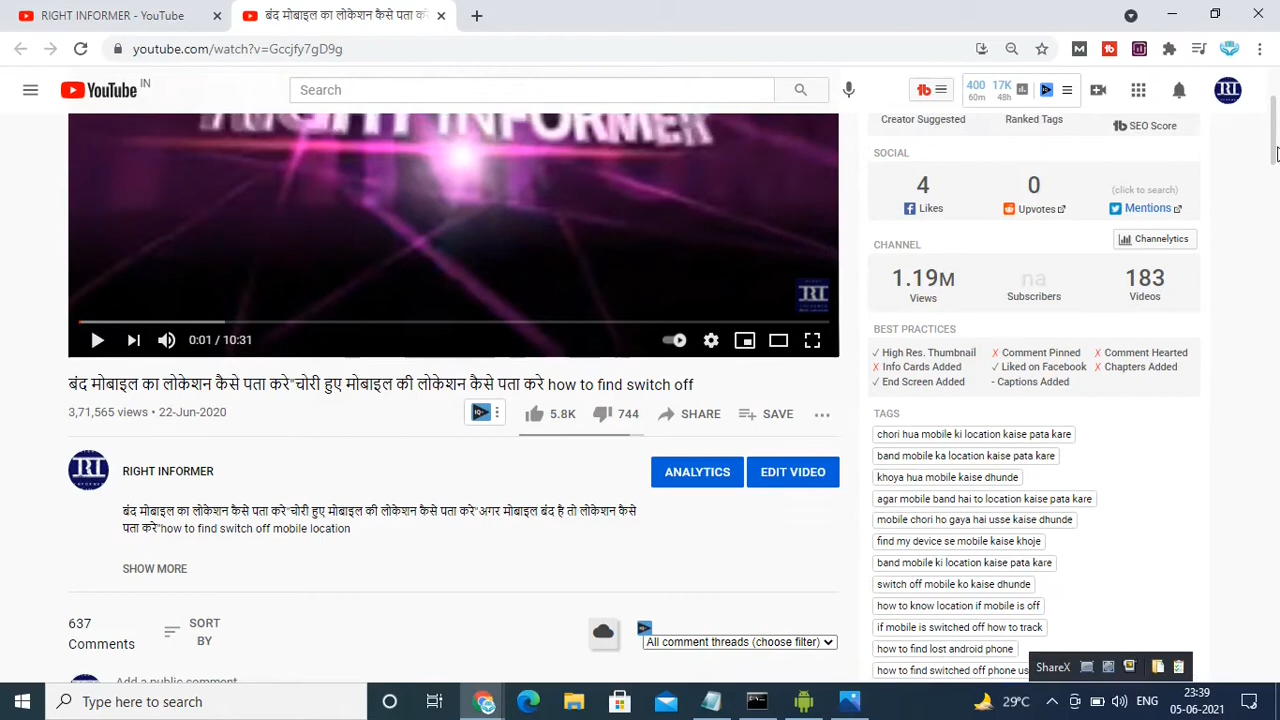 RIGHT INFORMER - YouTube
बंद मोबाइल का लोकेशन कैसे पता करे
youtube.com/watch?v=Gccjfy7gD9g
YouTube IN
Search
400 60m
17K 48h
RIGHT INFORMER
Creator Suggested
Ranked Tags
SEO Score
SOCIAL
4 Likes
0 Upvotes
(click to search) Mentions
CHANNEL
Channelytics
1.19M Views
na Subscribers
183 Videos
BEST PRACTICES
✓ High Res. Thumbnail ✗ Comment Pinned ✗ Comment Hearted
✗ Info Cards Added ✓ Liked on Facebook ✗ Chapters Added
✓ End Screen Added - Captions Added
TAGS
chori hua mobile ki location kaise pata kare
band mobile ka location kaise pata kare
khoya hua mobile kaise dhunde
agar mobile band hai to location kaise pata kare
mobile chori ho gaya hai usse kaise dhunde
find my device se mobile kaise khoje
band mobile ki location kaise pata kare
switch off mobile ko kaise dhunde
how to know location if mobile is off
if mobile is switched off how to track
how to find lost android phone
how to find switched off phone us
0:01 / 10:31
बंद मोबाइल का लोकेशन कैसे पता करे"चोरी हुए मोबाइल की लोकेशन कैसे पता करे how to find switch off
3,71,565 views • 22-Jun-2020
5.8K
744
SHARE
SAVE
RIGHT INFORMER
ANALYTICS
EDIT VIDEO
बंद मोबाइल का लोकेशन कैसे पता करे"चोरी हुए मोबाइल की लोकेशन कैसे पता करे"अगर मोबाइल बंद है तो लोकेशन कैसे
पता करे"how to find switch off mobile location
SHOW MORE
637
Comments
SORT
BY
All comment threads (choose filter)
Add a public comment
ShareX
Type here to search
29°C
ENG
23:39
05-06-2021